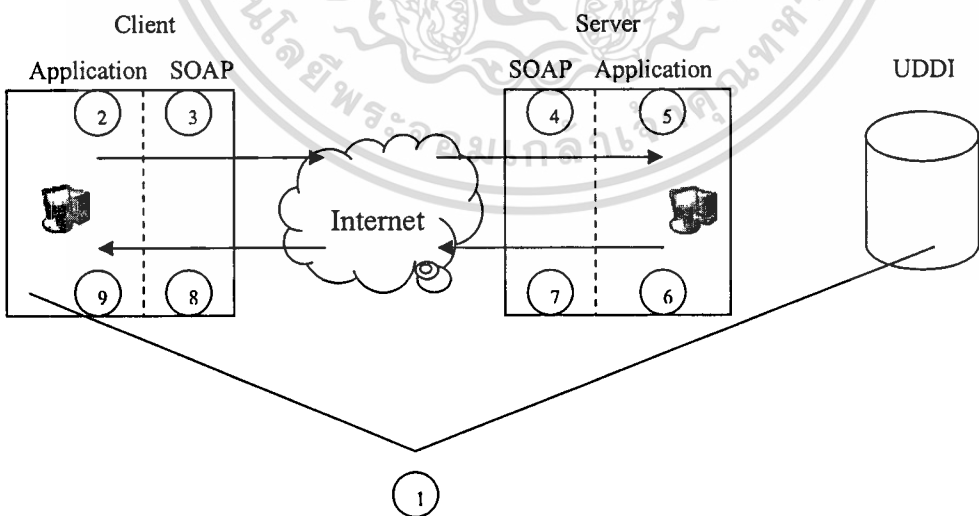 Client
Server
Application SOAP
SOAP Application
UDDI
2
3
4
5
Internet
9
8
7
6
1